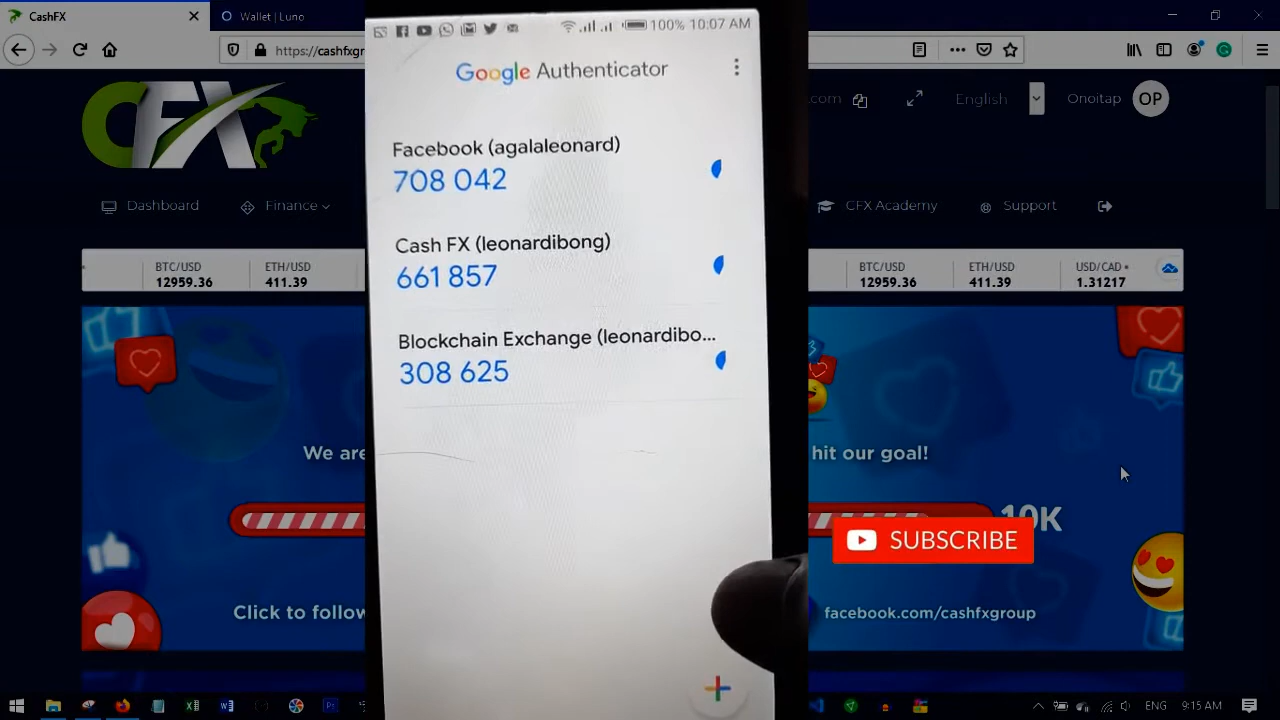 CashFX
Wallet | Luno
https://cashfxgr
100% 10:07 AM
Google Authenticator
Facebook (agalaleonard)
708 042
Cash FX (leonardibong)
661 857
Blockchain Exchange (leonardibo...
308 625
CFX
.com
English
Onoitap
OP
Dashboard
Finance
CFX Academy
Support
BTC/USD
12959.36
ETH/USD
411.39
BTC/USD
12959.36
ETH/USD
411.39
USD/CAD
1.31217
We are
hit our goal!
10K
SUBSCRIBE
Click to follow
facebook.com/cashfxgroup
ENG
9:15 AM